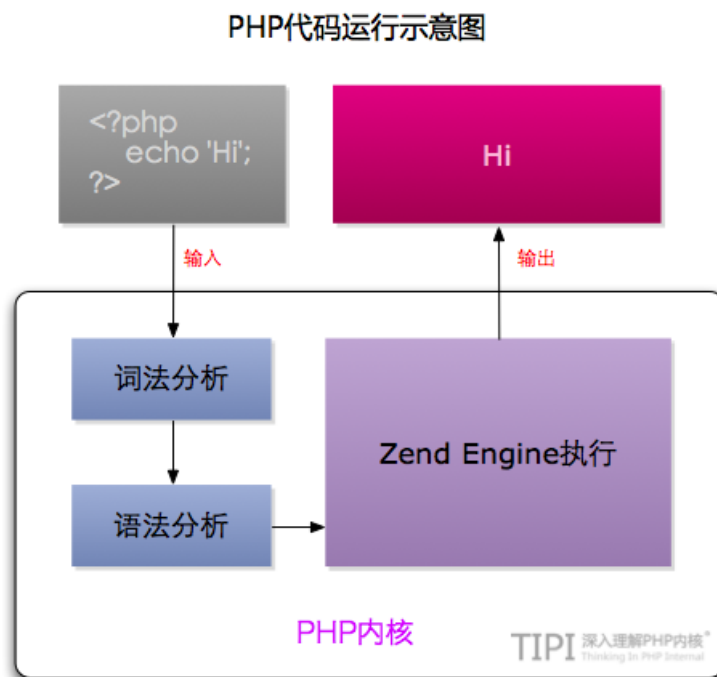 PHP代码运行示意图
<?php
echo 'Hi';
?>
Hi
输入
输出
词法分析
Zend Engine执行
语法分析
PHP内核
TIPI 深入理解PHP内核®
Thinking In PHP Internal